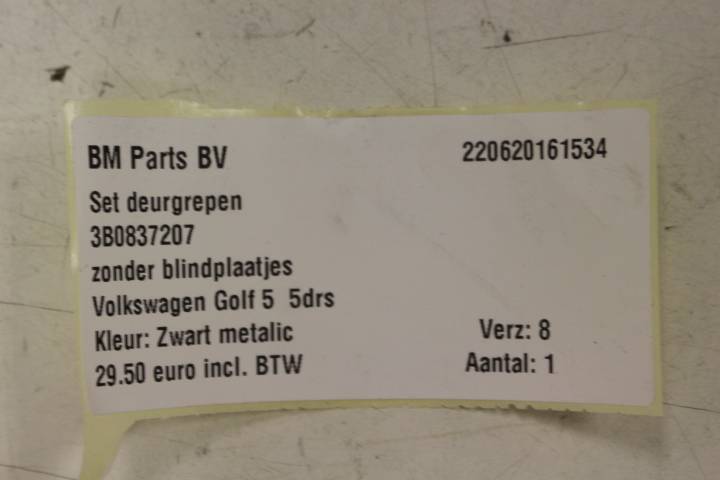 BM Parts BV 220620161534
Set deurgrepen
3B0837207
zonder blindplaatjes
Volkswagen Golf 5 5drs
Kleur: Zwart metalic Verz: 8
29.50 euro incl. BTW Aantal: 1